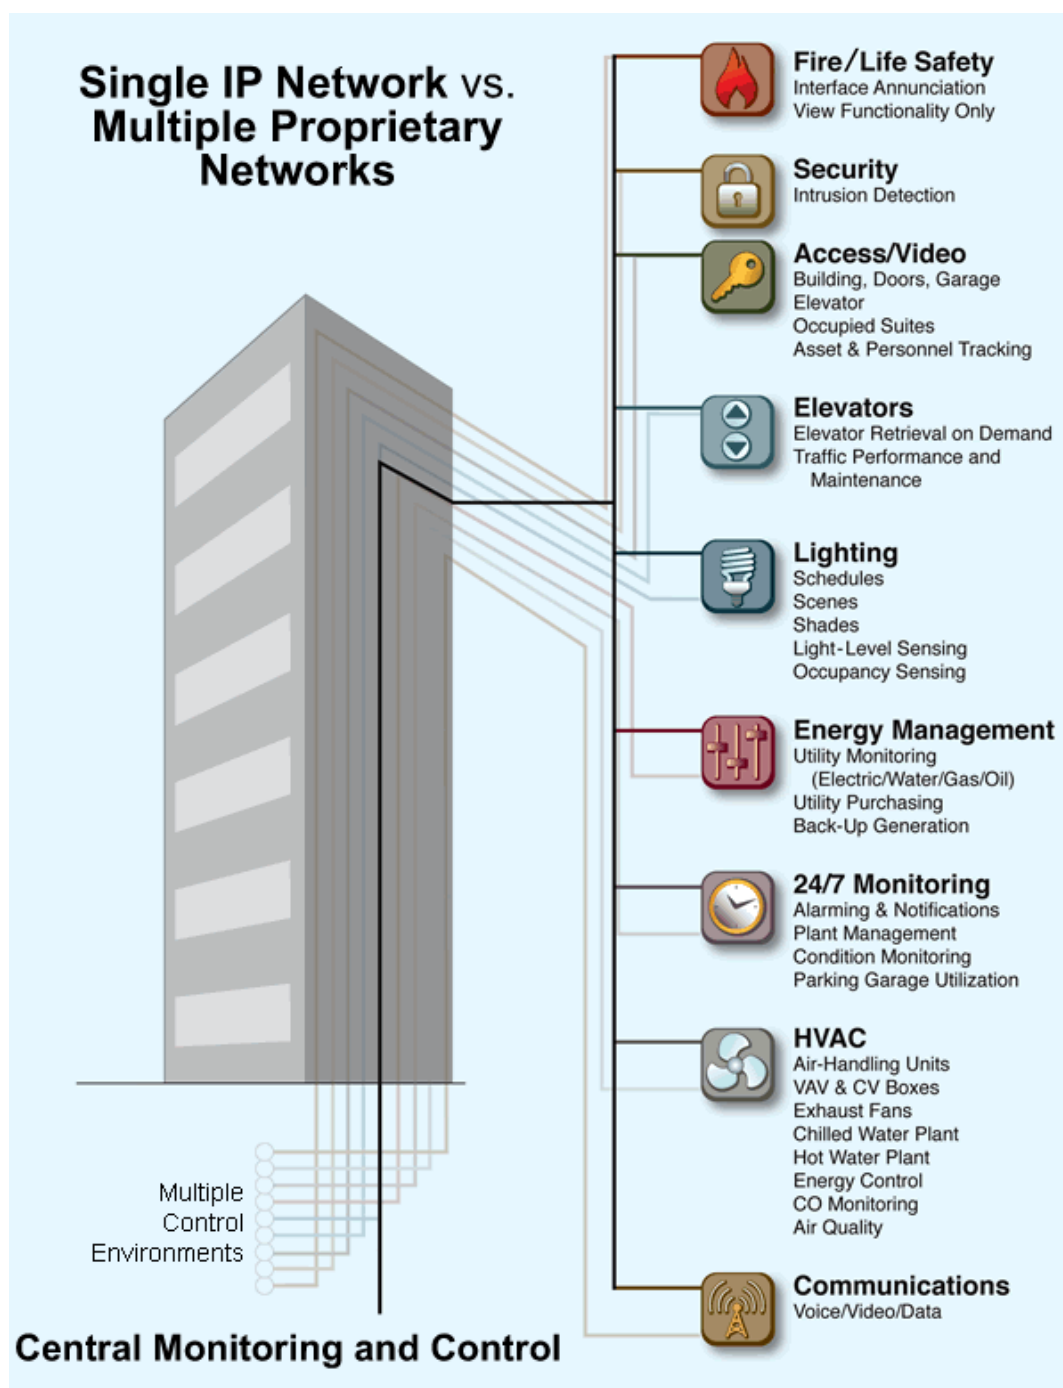 Single IP Network vs.
Multiple Proprietary
Networks
Fire/Life Safety
Interface Annunciation
View Functionality Only
Security
Intrusion Detection
Access/Video
Building, Doors, Garage
Elevator
Occupied Suites
Asset & Personnel Tracking
Elevators
Elevator Retrieval on Demand
Traffic Performance and
Maintenance
Lighting
Schedules
Scenes
Shades
Light-Level Sensing
Occupancy Sensing
Energy Management
Utility Monitoring
(Electric/Water/Gas/Oil)
Utility Purchasing
Back-Up Generation
24/7 Monitoring
Alarming & Notifications
Plant Management
Condition Monitoring
Parking Garage Utilization
HVAC
Air-Handling Units
VAV & CV Boxes
Exhaust Fans
Chilled Water Plant
Hot Water Plant
Energy Control
CO Monitoring
Air Quality
Communications
Voice/Video/Data
Multiple
Control
Environments
Central Monitoring and Control